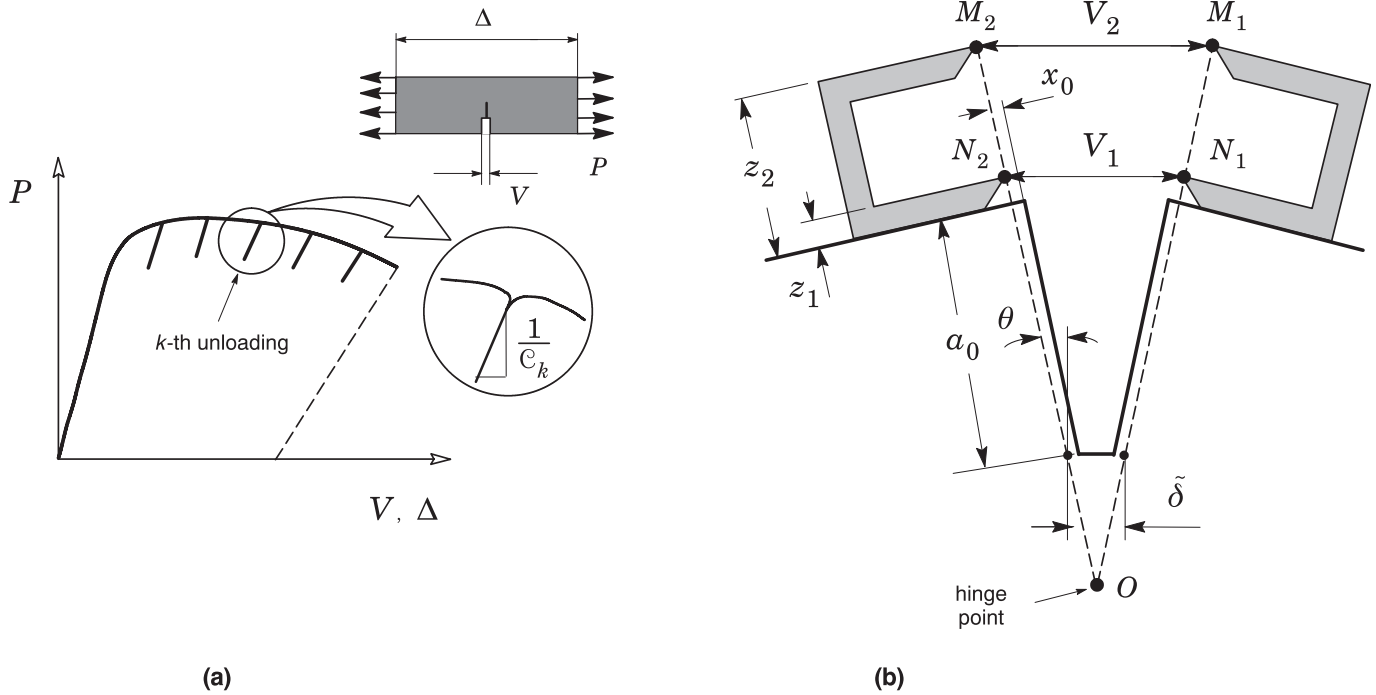 Δ
P
V
P
k-th unloading
1
C_k
V, Δ
(a)
M_2
V_2
M_1
x_0
N_2
V_1
N_1
z_2
z_1
θ
a_0
δ̃
hinge
point
O
(b)